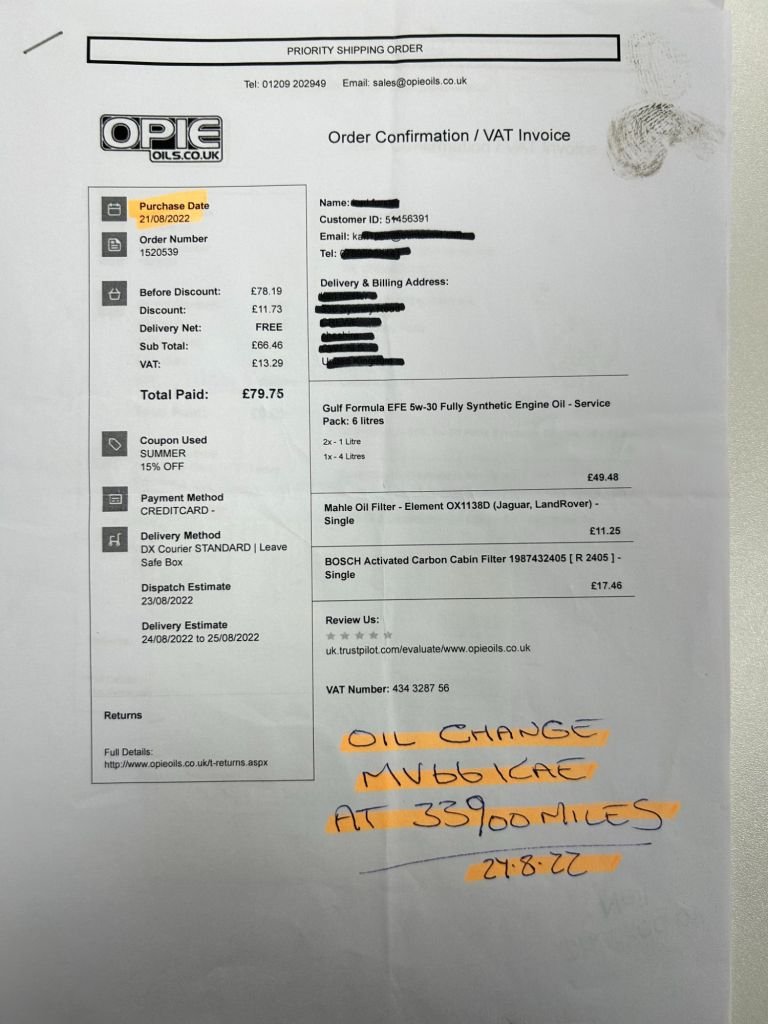 PRIORITY SHIPPING ORDER
Tel: 01209 202949 Email: sales@opieoils.co.uk
OPIE
OILS.CO.UK
Order Confirmation / VAT Invoice
Purchase Date
21/08/2022
Order Number
1520539
Before Discount: £78.19
Discount: £11.73
Delivery Net: FREE
Sub Total: £66.46
VAT: £13.29
Total Paid: £79.75
Coupon Used
SUMMER
15% OFF
Payment Method
CREDITCARD -
Delivery Method
DX Courier STANDARD | Leave
Safe Box
Dispatch Estimate
23/08/2022
Delivery Estimate
24/08/2022 to 25/08/2022
Returns
Full Details:
http://www.opieoils.co.uk/t-returns.aspx
Name:
Customer ID: 51456391
Email:
Tel:
Delivery & Billing Address:
Gulf Formula EFE 5w-30 Fully Synthetic Engine Oil - Service
Pack: 6 litres
2x - 1 Litre
1x - 4 Litres
£49.48
Mahle Oil Filter - Element OX1138D (Jaguar, LandRover) -
Single
£11.25
BOSCH Activated Carbon Cabin Filter 1987432405 [ R 2405 ] -
Single
£17.46
Review Us:
uk.trustpilot.com/evaluate/www.opieoils.co.uk
VAT Number: 434 3287 56
OIL CHANGE
MV66 KAE
AT 33900 MILES
24.8.22